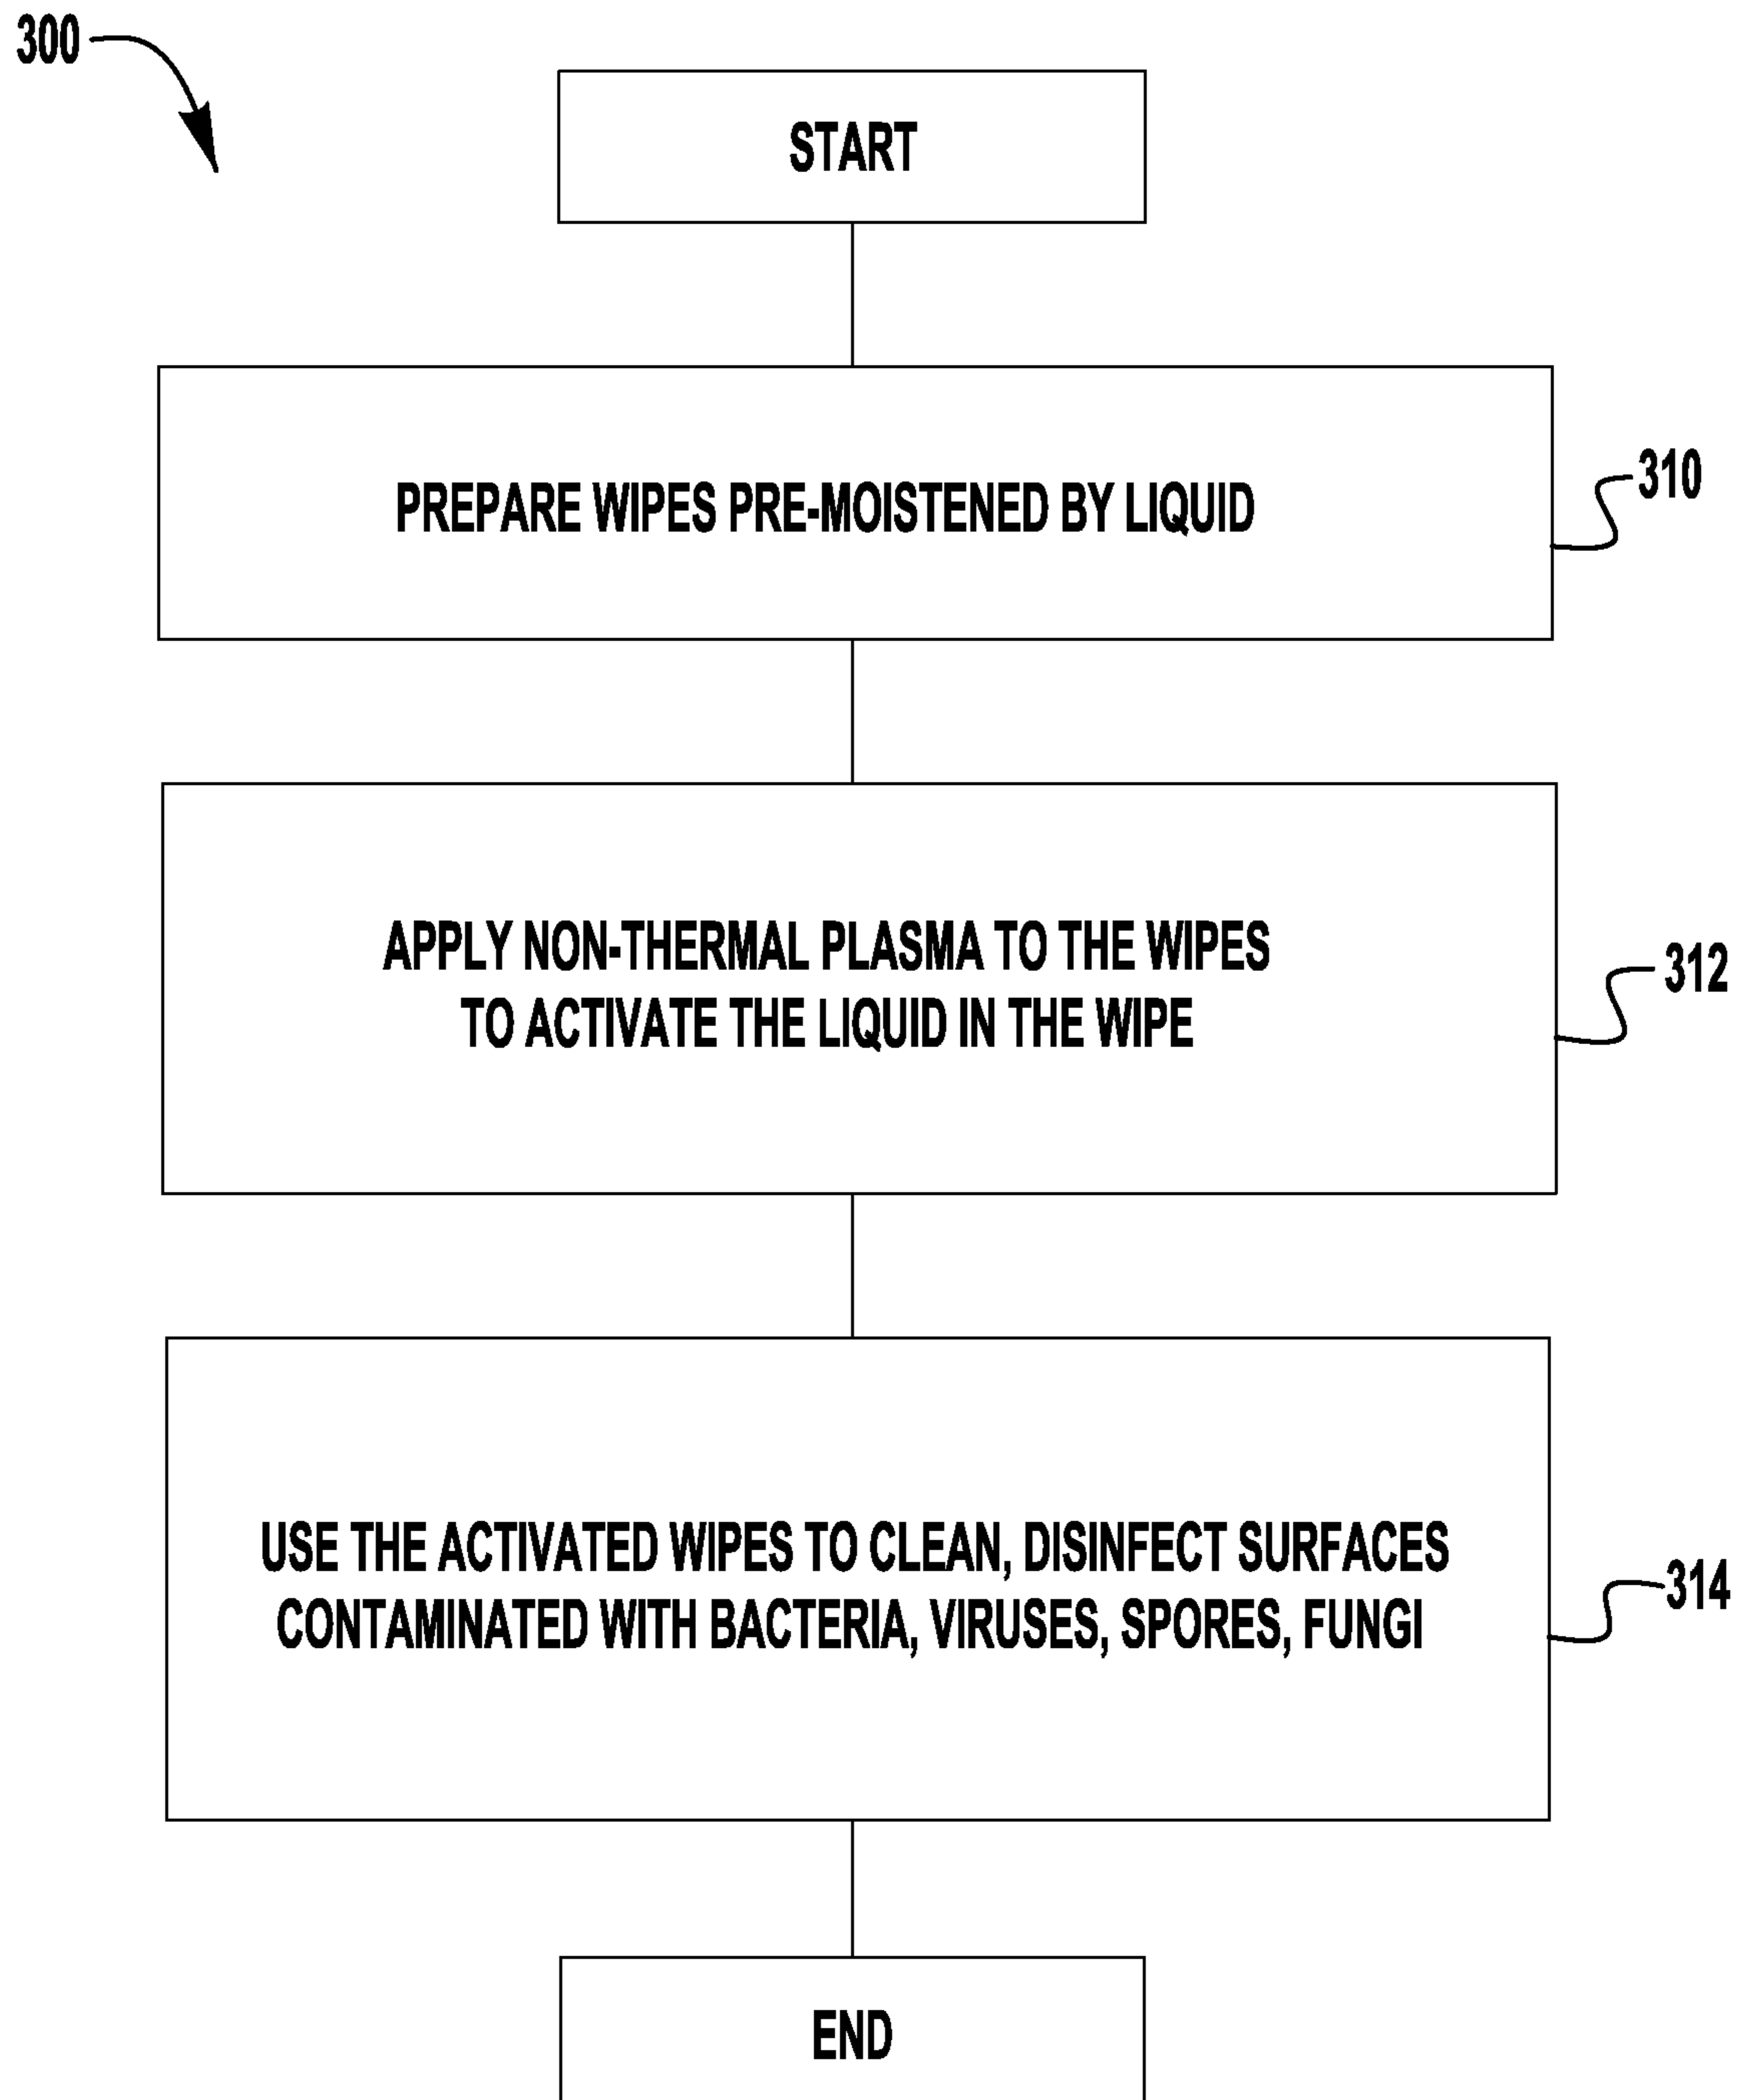 300
START
PREPARE WIPES PRE-MOISTENED BY LIQUID
310
APPLY NON-THERMAL PLASMA TO THE WIPES
TO ACTIVATE THE LIQUID IN THE WIPE
312
USE THE ACTIVATED WIPES TO CLEAN, DISINFECT SURFACES
CONTAMINATED WITH BACTERIA, VIRUSES, SPORES, FUNGI
314
END